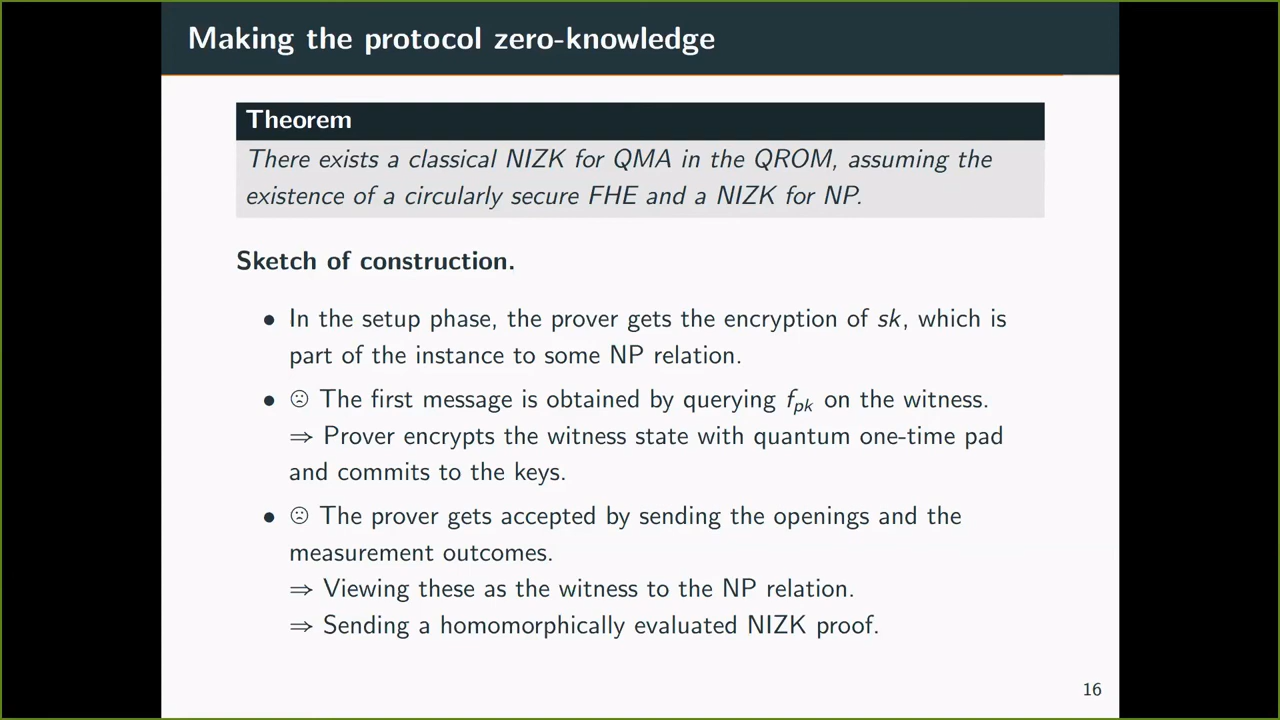 Making the protocol zero-knowledge
Theorem
There exists a classical NIZK for QMA in the QROM, assuming the
existence of a circularly secure FHE and a NIZK for NP.
Sketch of construction.
• In the setup phase, the prover gets the encryption of sk, which is
part of the instance to some NP relation.
• ☹ The first message is obtained by querying f_pk on the witness.
⇒ Prover encrypts the witness state with quantum one-time pad
and commits to the keys.
• ☹ The prover gets accepted by sending the openings and the
measurement outcomes.
⇒ Viewing these as the witness to the NP relation.
⇒ Sending a homomorphically evaluated NIZK proof.
16